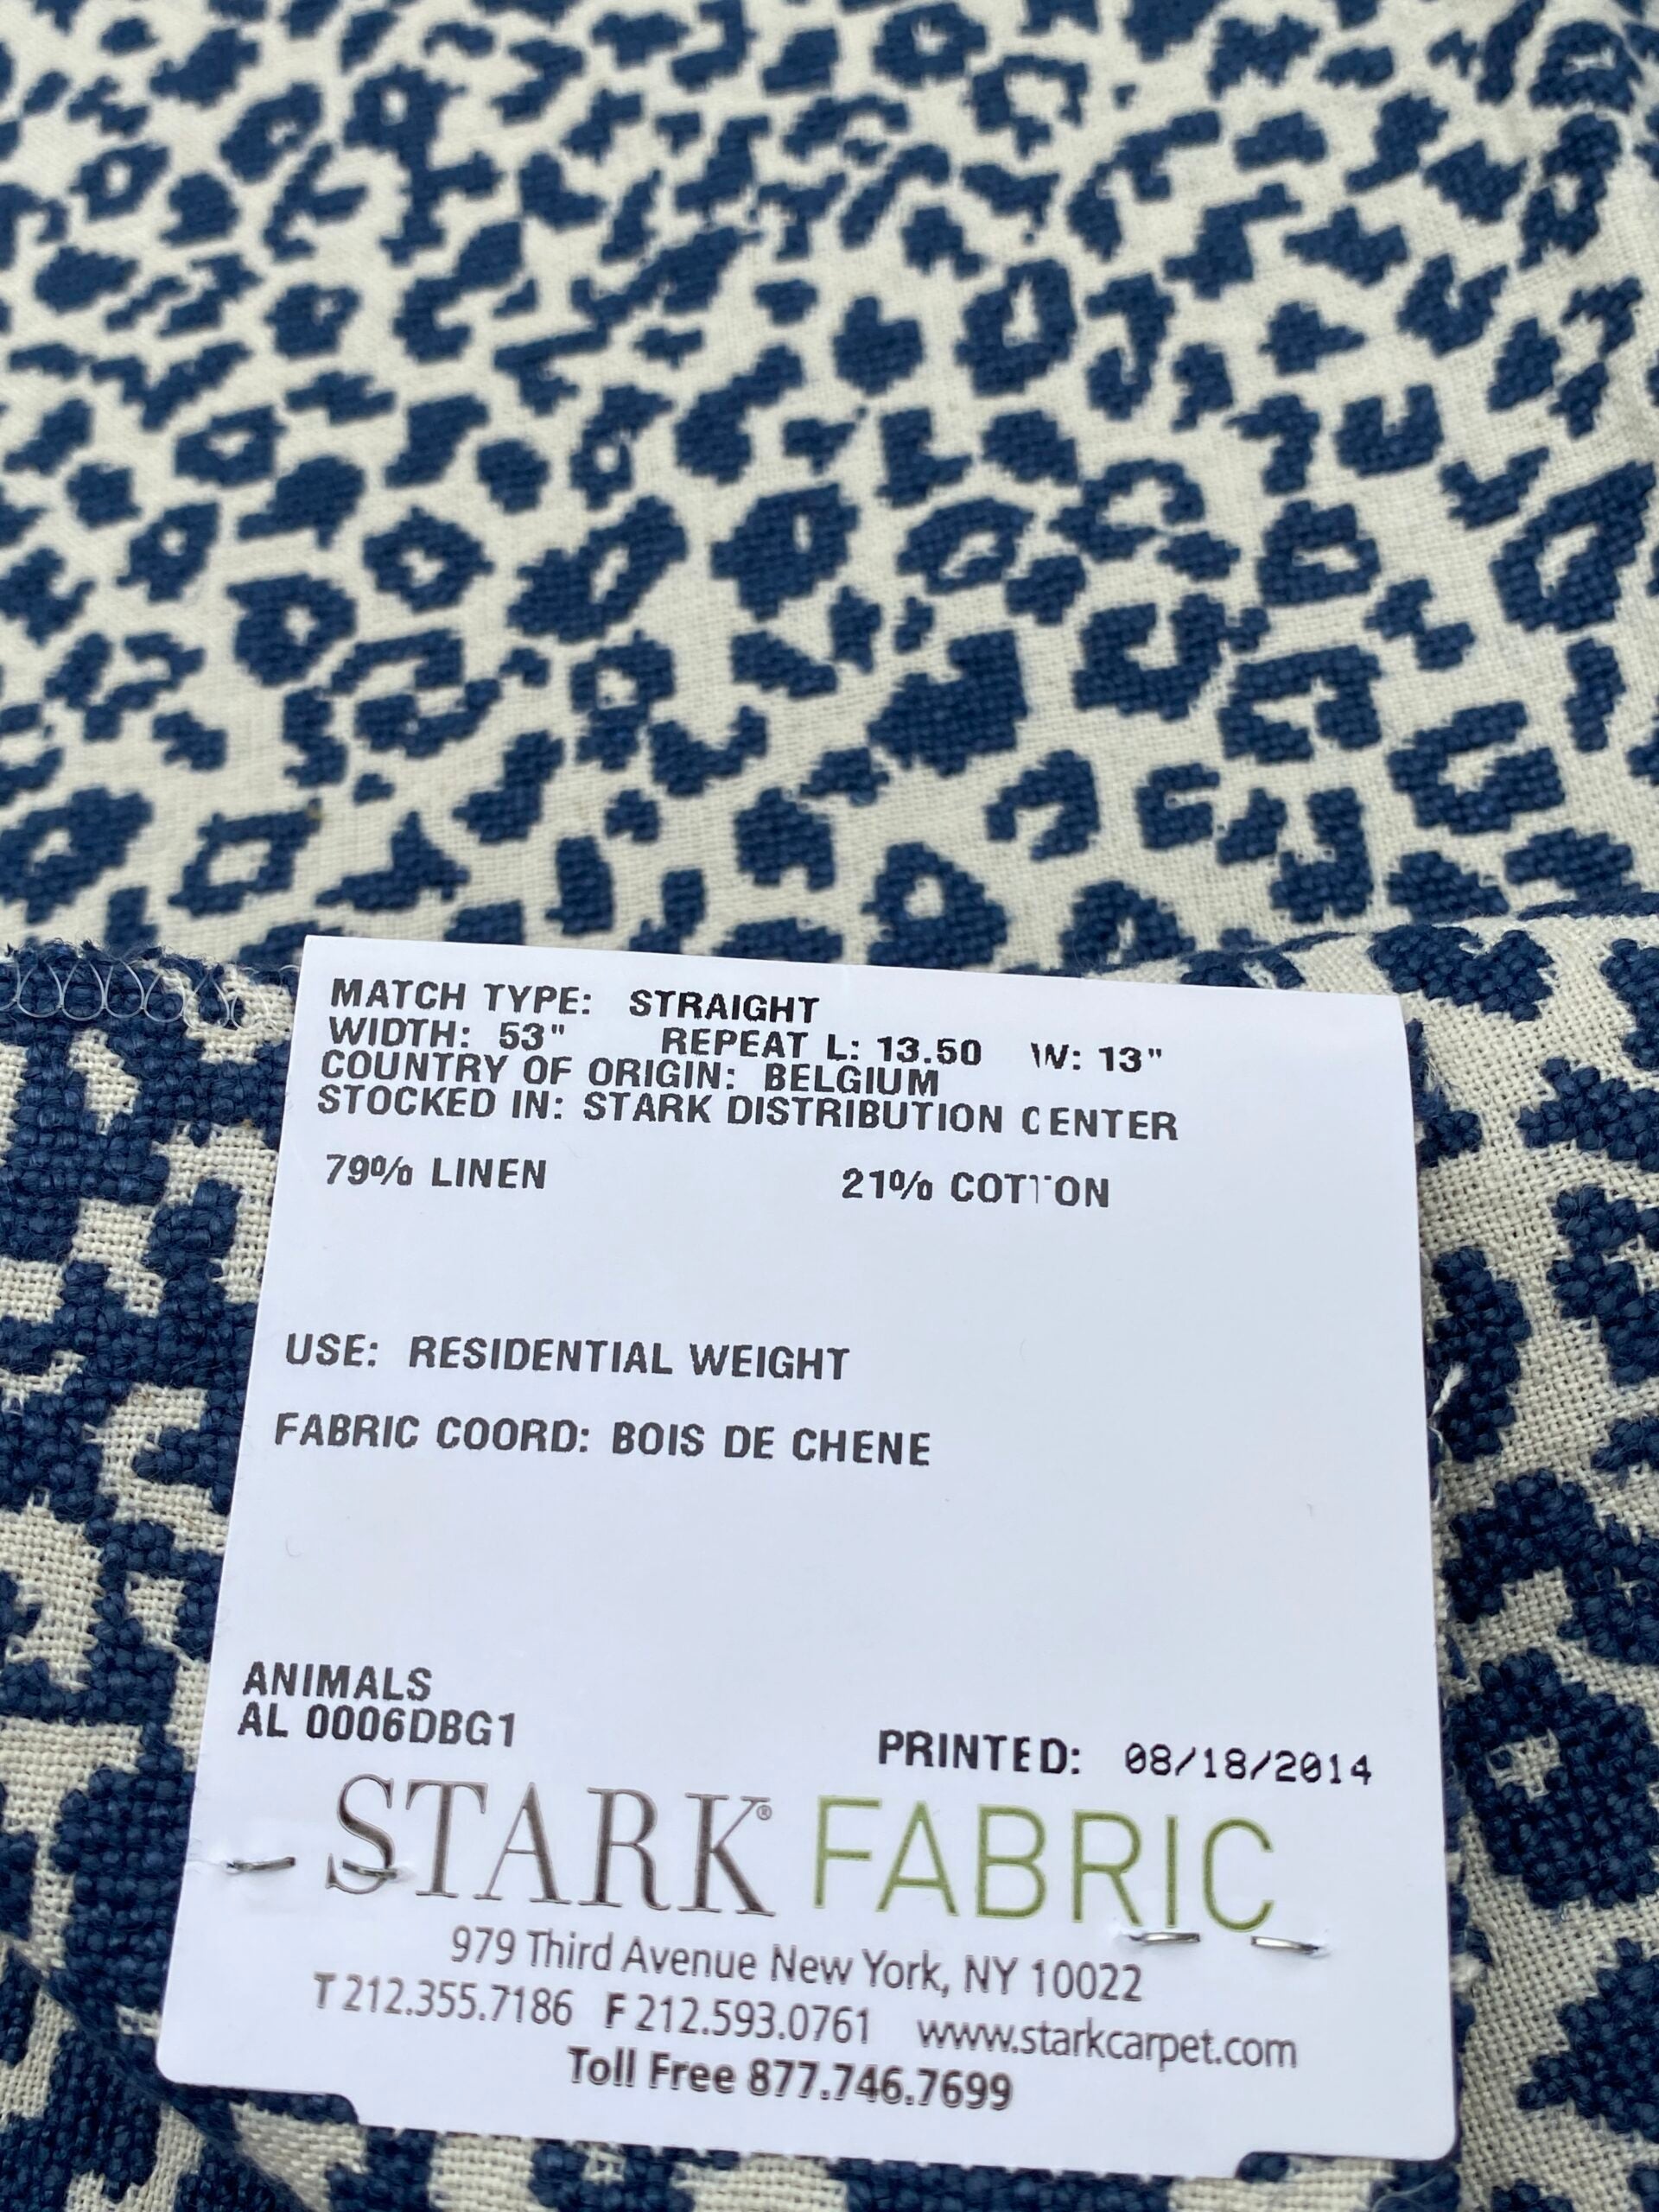 MATCH TYPE: STRAIGHT
WIDTH: 53" REPEAT L: 13.50 W: 13"
COUNTRY OF ORIGIN: BELGIUM
STOCKED IN: STARK DISTRIBUTION CENTER
79% LINEN 21% COTTON
USE: RESIDENTIAL WEIGHT
FABRIC COORD: BOIS DE CHENE
ANIMALS
AL 0006DBG1
PRINTED: 08/18/2014
STARK® FABRIC
979 Third Avenue New York, NY 10022
T 212.355.7186 F 212.593.0761 www.starkcarpet.com
Toll Free 877.746.7699